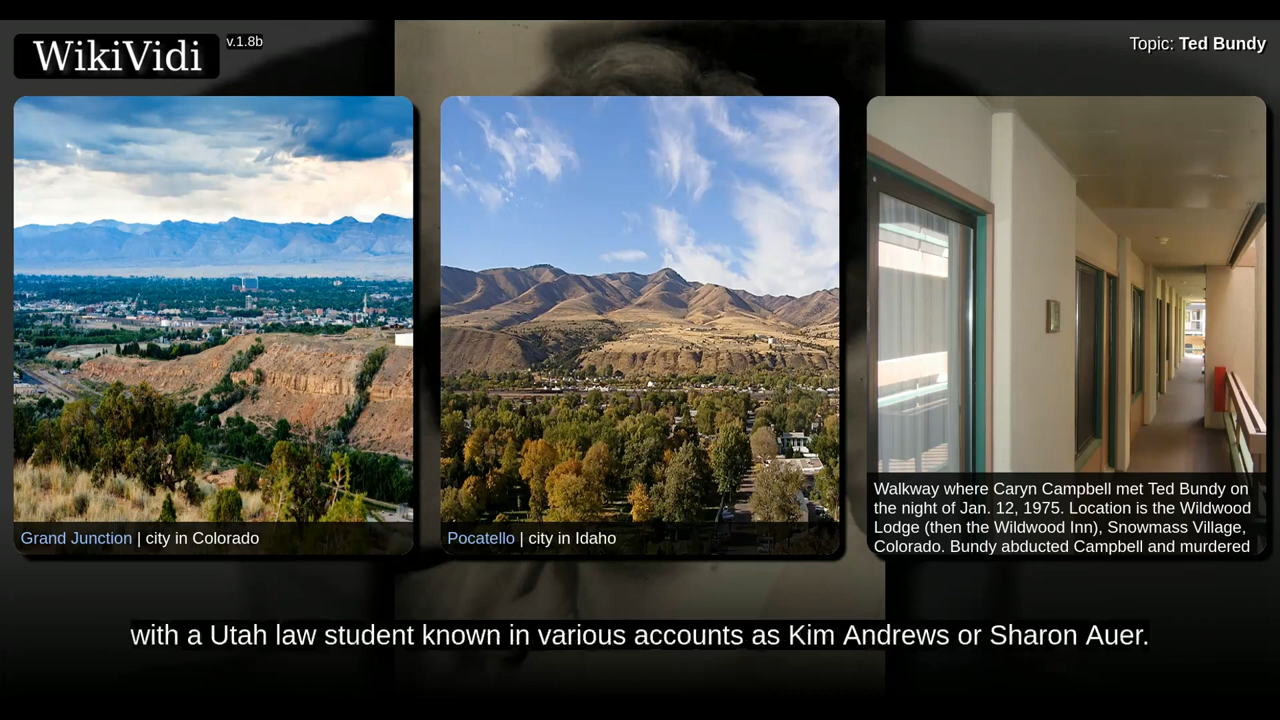 WikiVidi
v.1.8b
Topic: Ted Bundy
Grand Junction | city in Colorado
Pocatello | city in Idaho
Walkway where Caryn Campbell met Ted Bundy on
the night of Jan. 12, 1975. Location is the Wildwood
Lodge (then the Wildwood Inn), Snowmass Village,
Colorado. Bundy abducted Campbell and murdered
with a Utah law student known in various accounts as Kim Andrews or Sharon Auer.